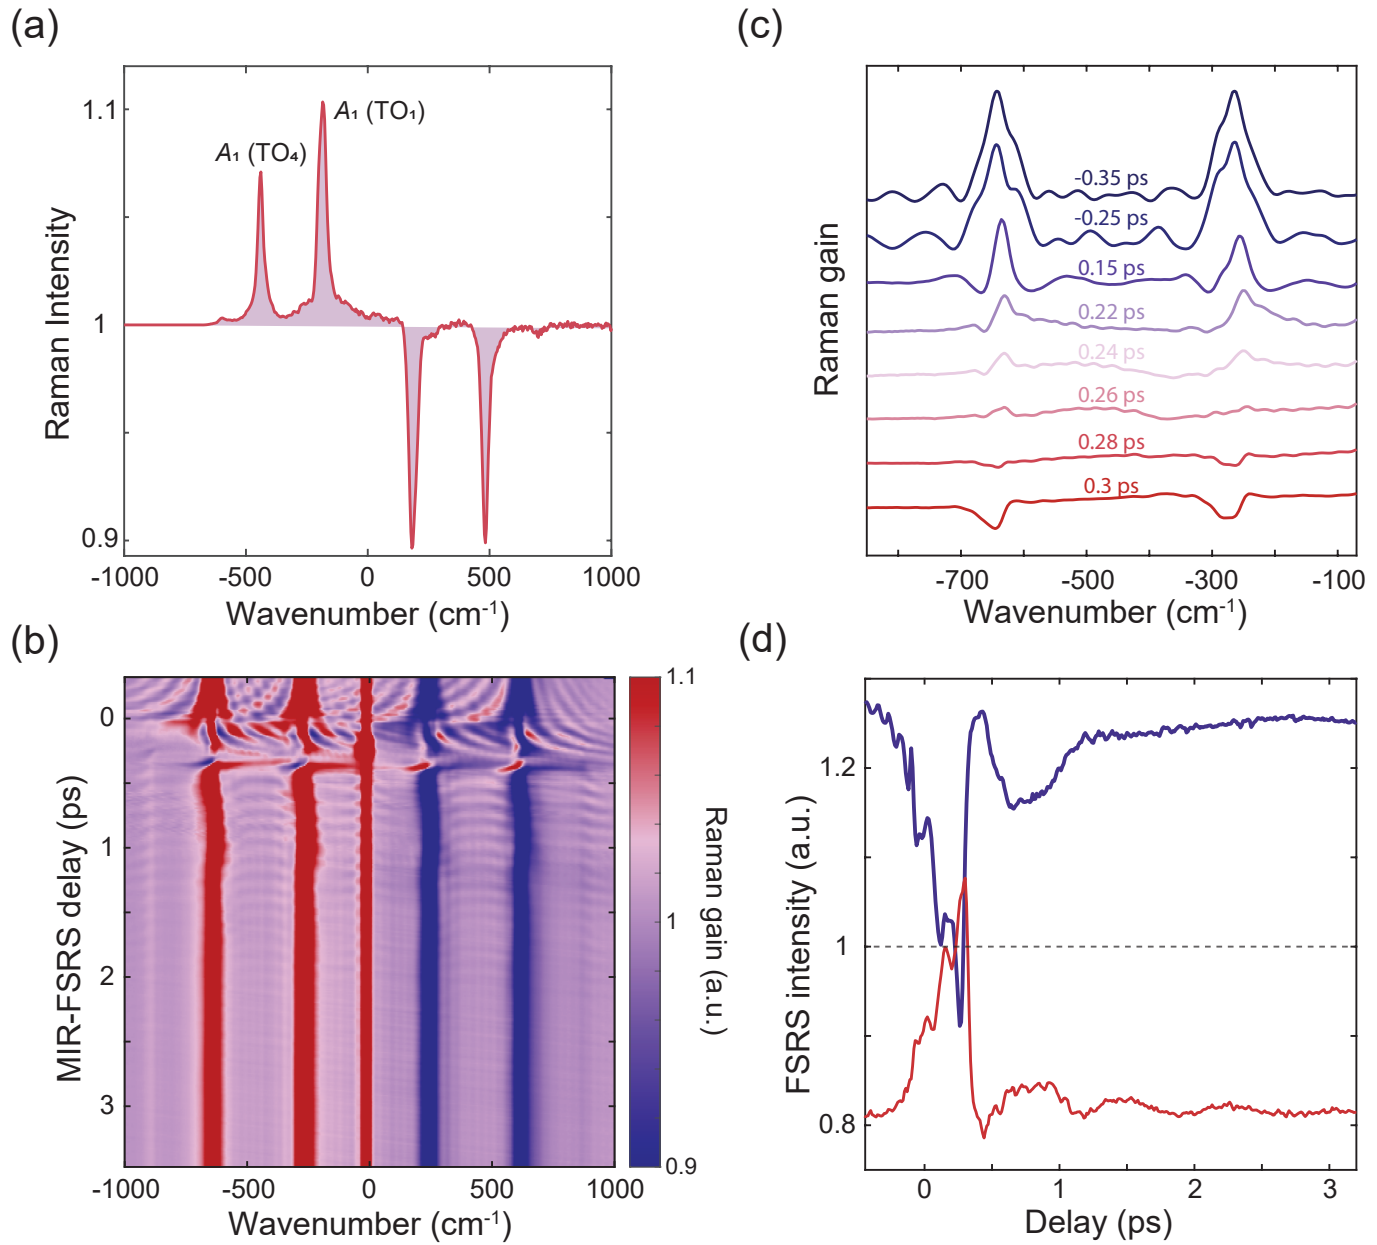 (a)
1.1
1
0.9
Raman Intensity
A₁ (TO₄)
A₁ (TO₁)
-1000
-500
0
500
1000
Wavenumber (cm⁻¹)
(c)
Raman gain
-0.35 ps
-0.25 ps
0.15 ps
0.22 ps
0.24 ps
0.26 ps
0.28 ps
0.3 ps
-700
-500
-300
-100
Wavenumber (cm⁻¹)
(b)
MIR-FSRS delay (ps)
0
1
2
3
-1000
-500
0
500
1000
Wavenumber (cm⁻¹)
1.1
1
0.9
Raman gain (a.u.)
(d)
FSRS intensity (a.u.)
1.2
1
0.8
0
1
2
3
Delay (ps)